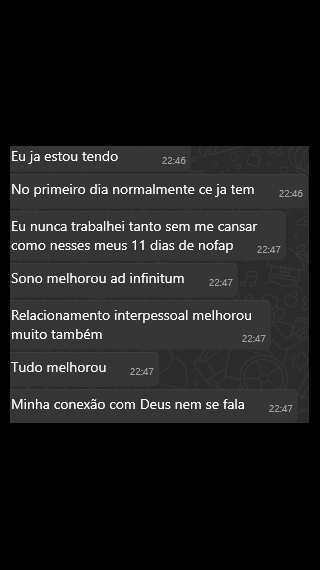 Eu ja estou tendo
22:46
No primeiro dia normalmente ce ja tem
22:46
Eu nunca trabalhei tanto sem me cansar
como nesses meus 11 dias de nofap
22:47
Sono melhorou ad infinitum
22:47
Relacionamento interpessoal melhorou
muito também
22:47
Tudo melhorou
22:47
Minha conexão com Deus nem se fala
22:47